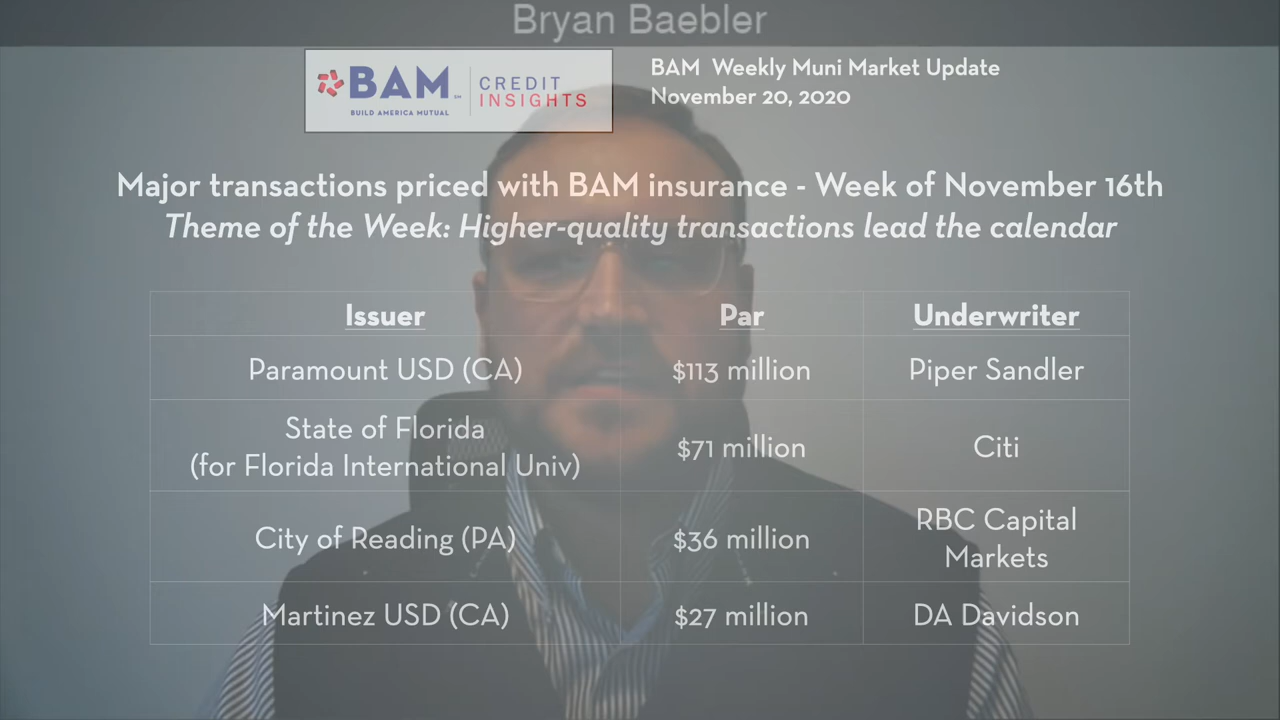 Bryan Baebler
BAM
BUILD AMERICA MUTUAL
CREDIT
INSIGHTS
BAM Weekly Muni Market Update
November 20, 2020
Major transactions priced with BAM insurance - Week of November 16th
Theme of the Week: Higher-quality transactions lead the calendar
Issuer Par Underwriter
Paramount USD (CA) $113 million Piper Sandler
State of Florida
(for Florida International Univ) $71 million Citi
City of Reading (PA) $36 million RBC Capital
Markets
Martinez USD (CA) $27 million DA Davidson